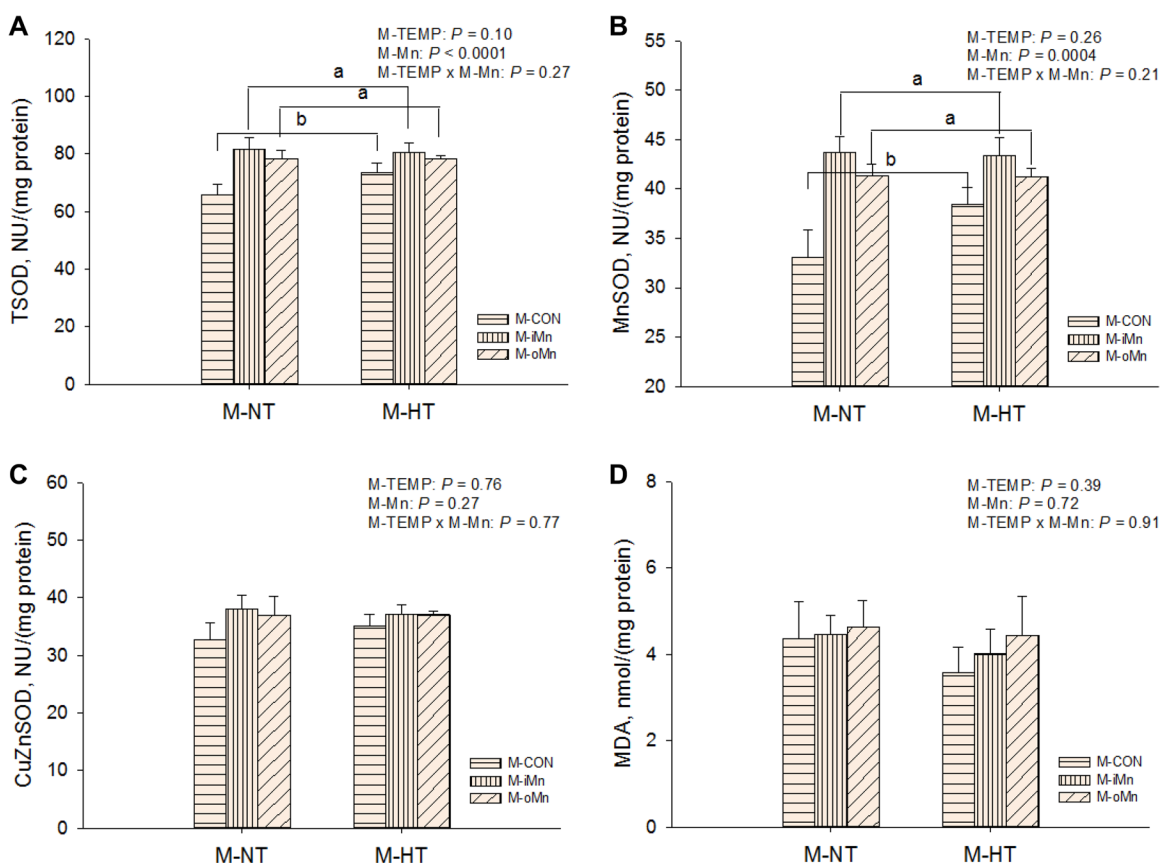 A
TSOD, NU/(mg protein)
120
100
80
60
40
20
0
M-TEMP: P = 0.10
M-Mn: P < 0.0001
M-TEMP x M-Mn: P = 0.27
a
a
b
M-CON
M-iMn
M-oMn
M-NT
M-HT
B
MnSOD, NU/(mg protein)
55
50
45
40
35
30
25
20
M-TEMP: P = 0.26
M-Mn: P = 0.0004
M-TEMP x M-Mn: P = 0.21
a
a
b
M-CON
M-iMn
M-oMn
M-NT
M-HT
C
CuZnSOD, NU/(mg protein)
60
50
40
30
20
10
0
M-TEMP: P = 0.76
M-Mn: P = 0.27
M-TEMP x M-Mn: P = 0.77
M-CON
M-iMn
M-oMn
M-NT
M-HT
D
MDA, nmol/(mg protein)
8
6
4
2
0
M-TEMP: P = 0.39
M-Mn: P = 0.72
M-TEMP x M-Mn: P = 0.91
M-CON
M-iMn
M-oMn
M-NT
M-HT